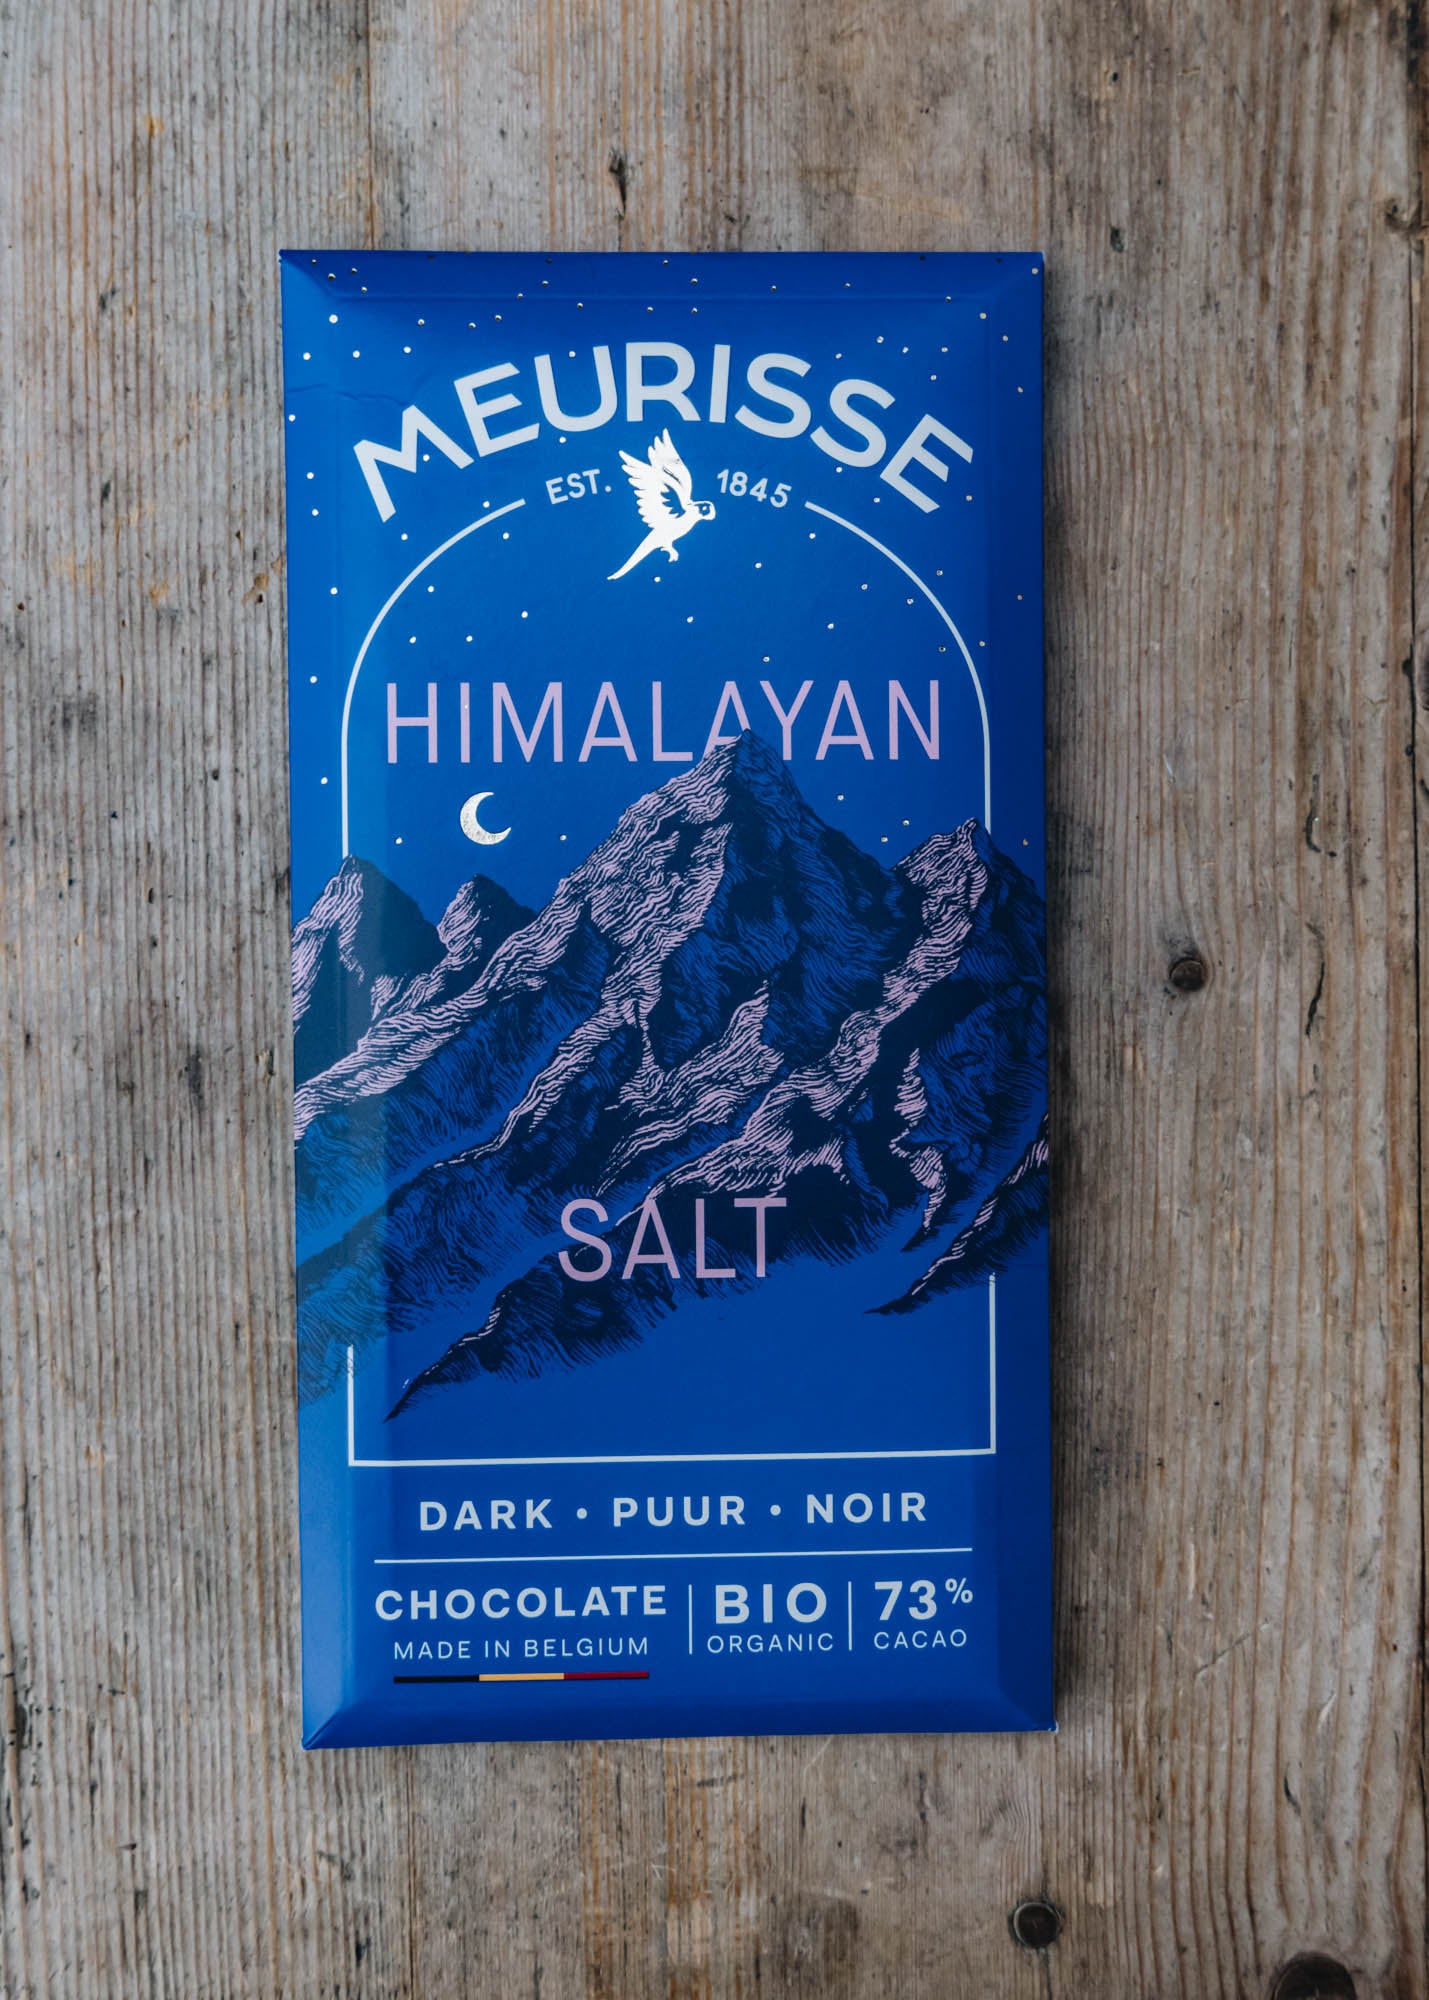 MEURISSE
EST. 1845
HIMALAYAN
SALT
DARK • PUUR • NOIR
CHOCOLATE
MADE IN BELGIUM
BIO
ORGANIC
73%
CACAO